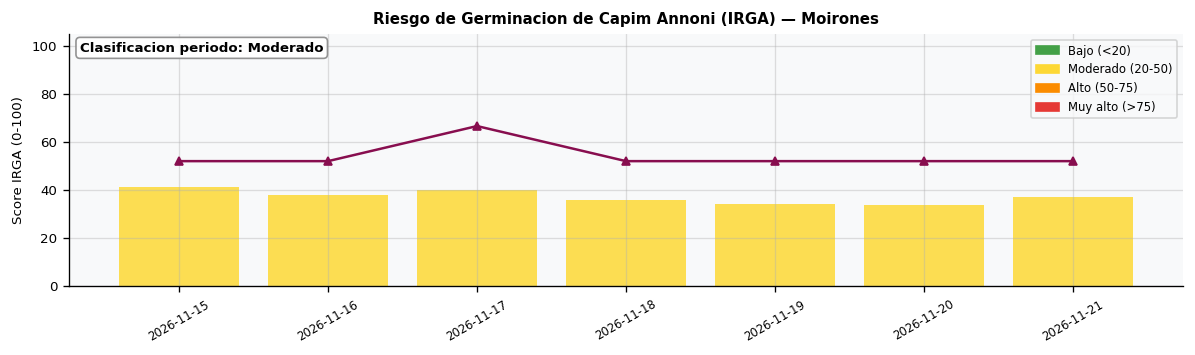 Riesgo de Germinacion de Capim Annoni (IRGA) — Moirones
Clasificacion periodo: Moderado
Bajo (<20)
Moderado (20-50)
Alto (50-75)
Muy alto (>75)
Score IRGA (0-100)
100
80
60
40
20
0
2026-11-15
2026-11-16
2026-11-17
2026-11-18
2026-11-19
2026-11-20
2026-11-21